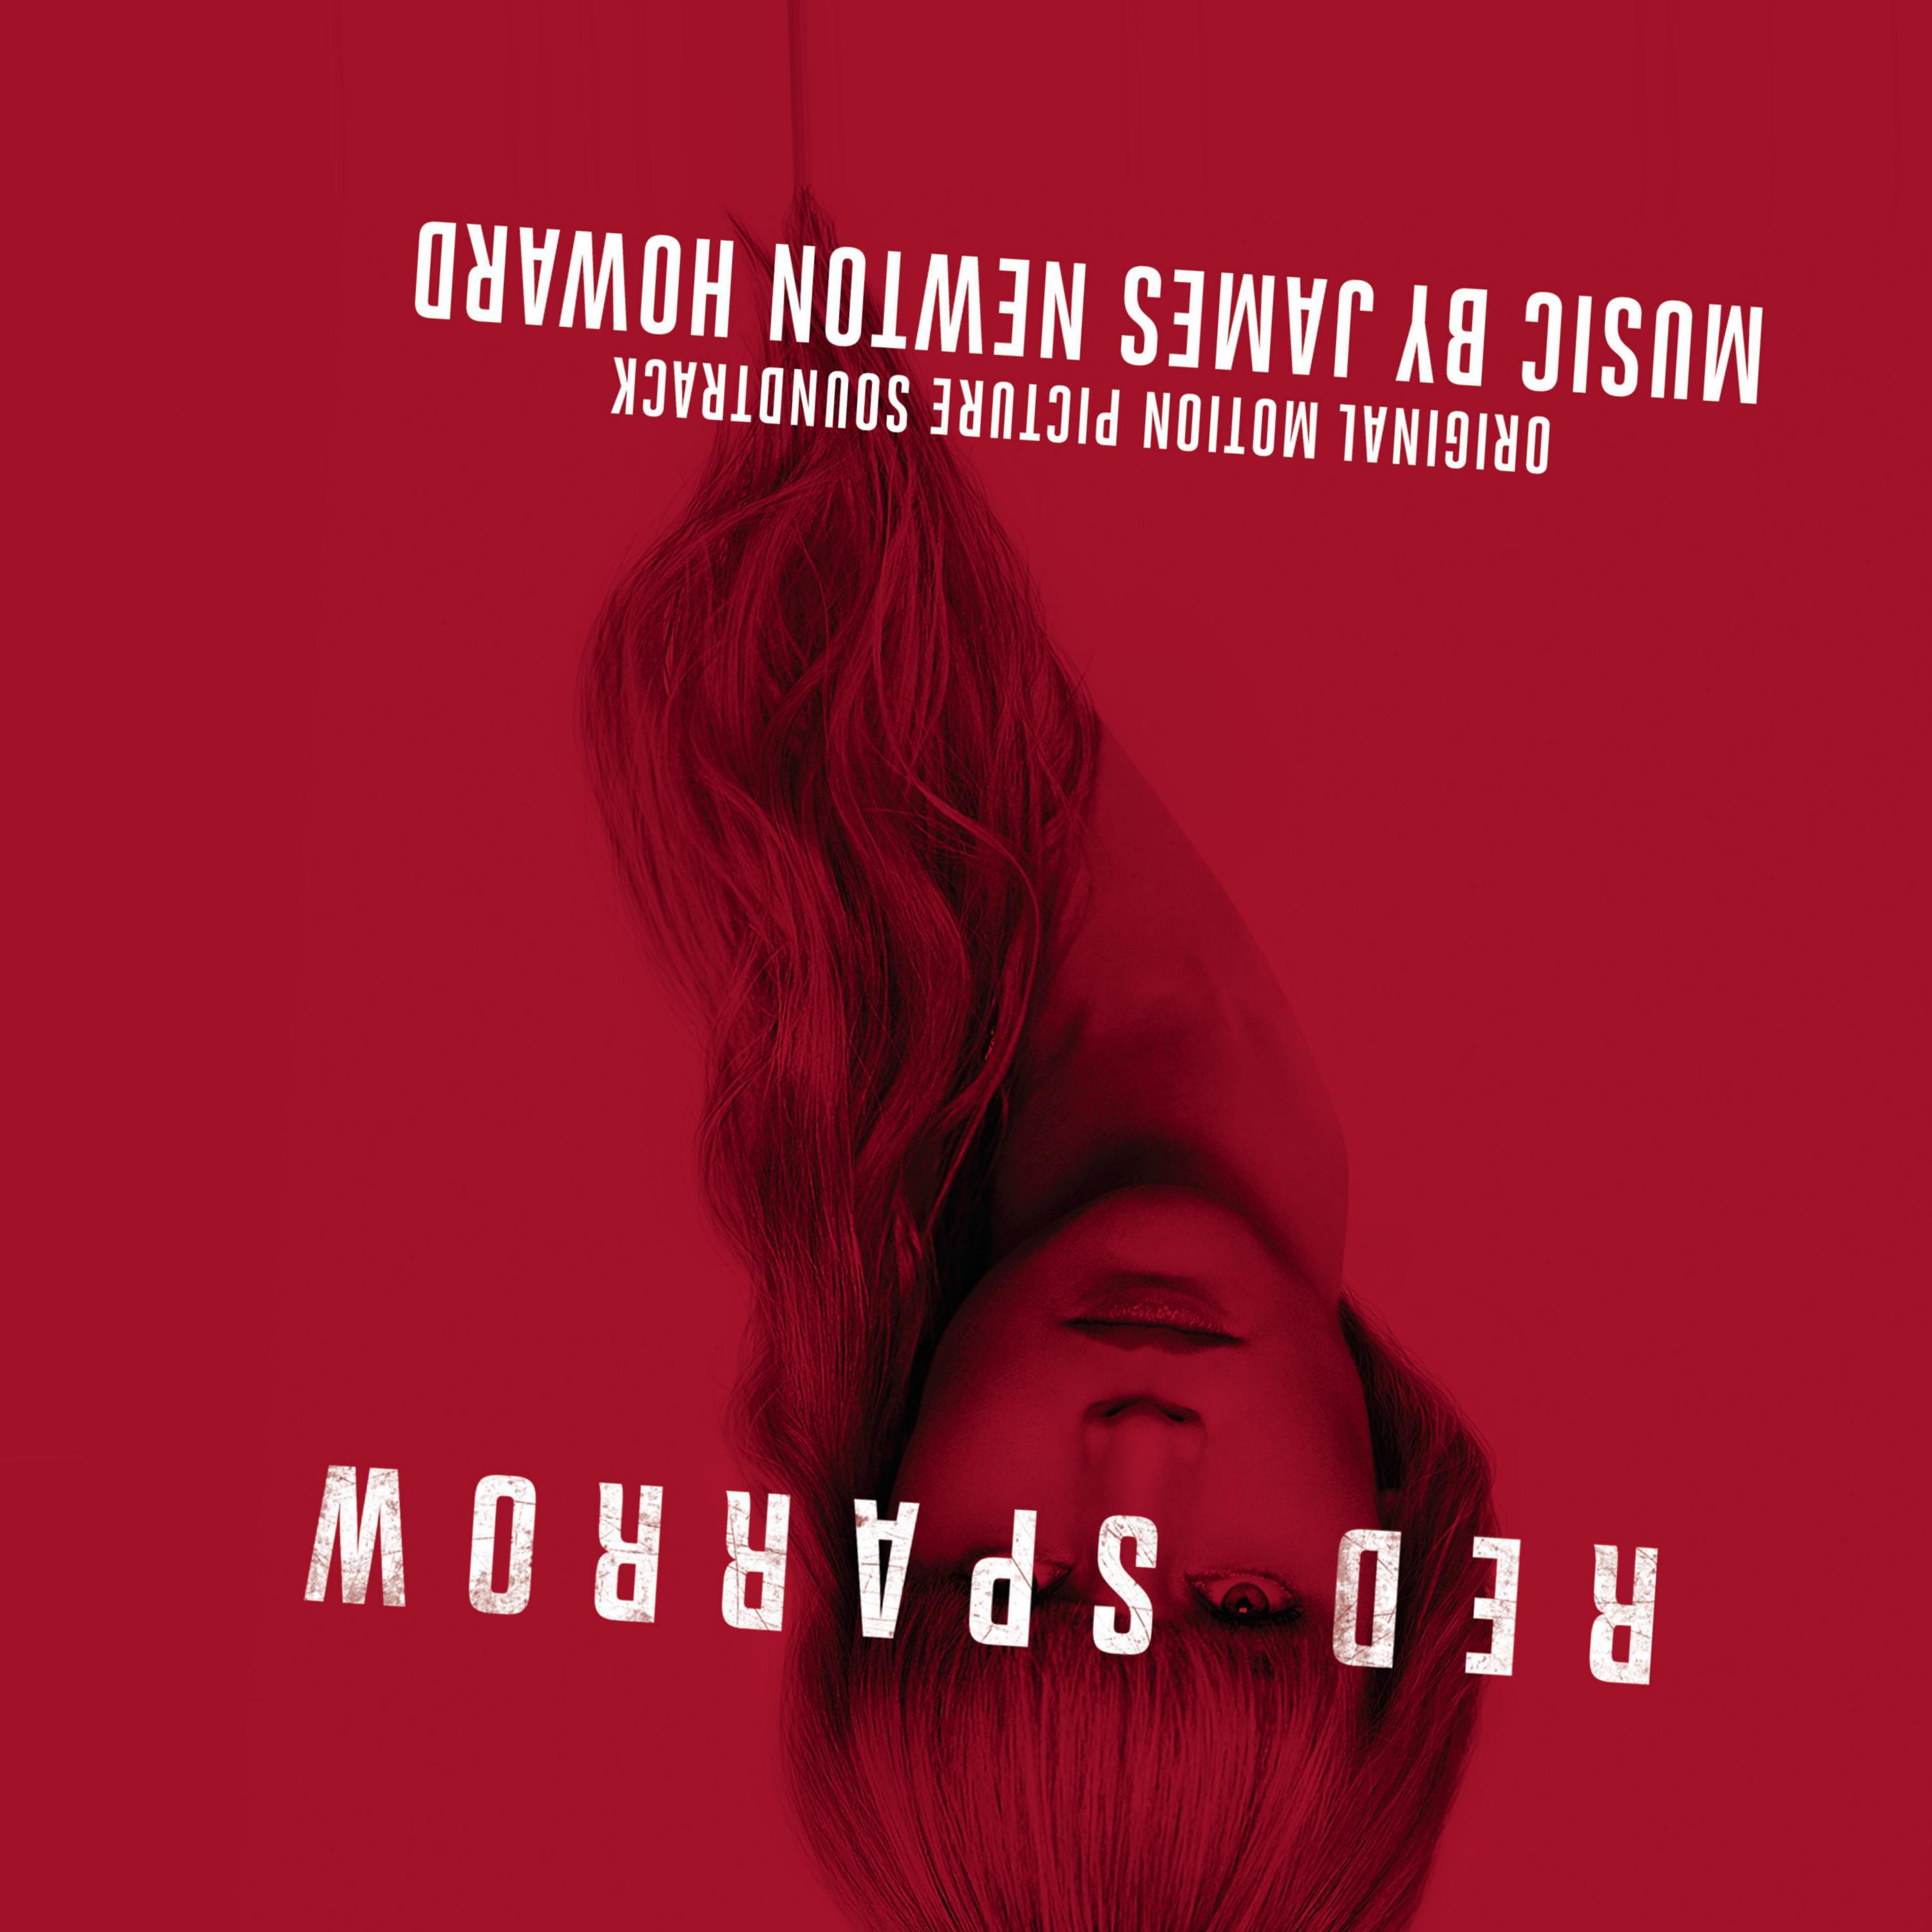 RED SPARROW
ORIGINAL MOTION PICTURE SOUNDTRACK
MUSIC BY JAMES NEWTON HOWARD